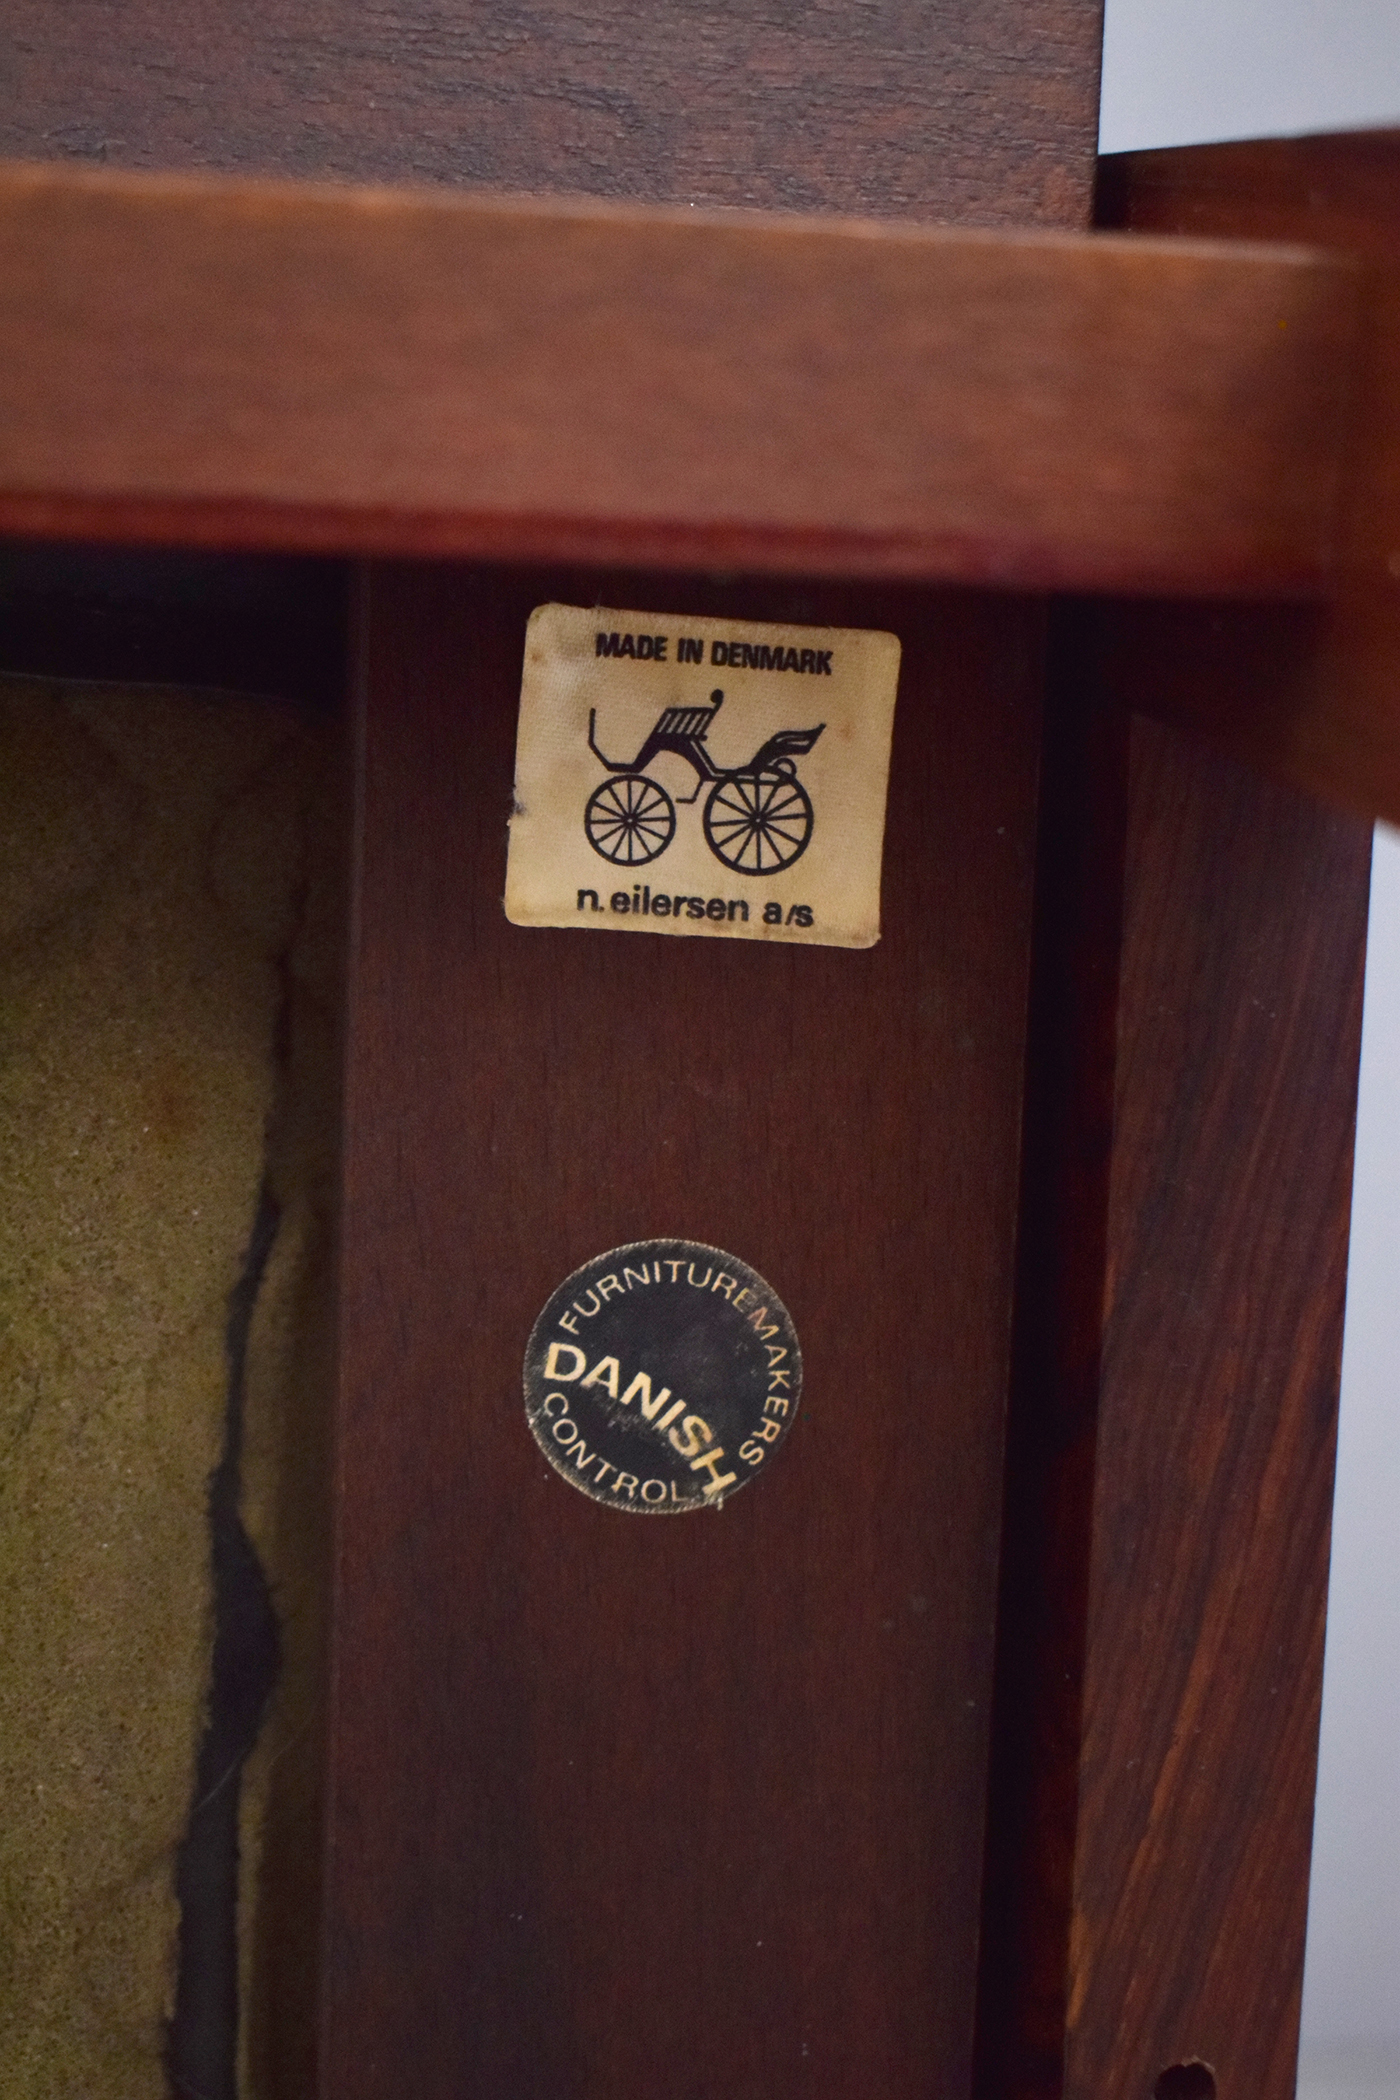 MADE IN DENMARK
n. eilersen a/s
FURNITUREMAKERS
DANISH
CONTROL